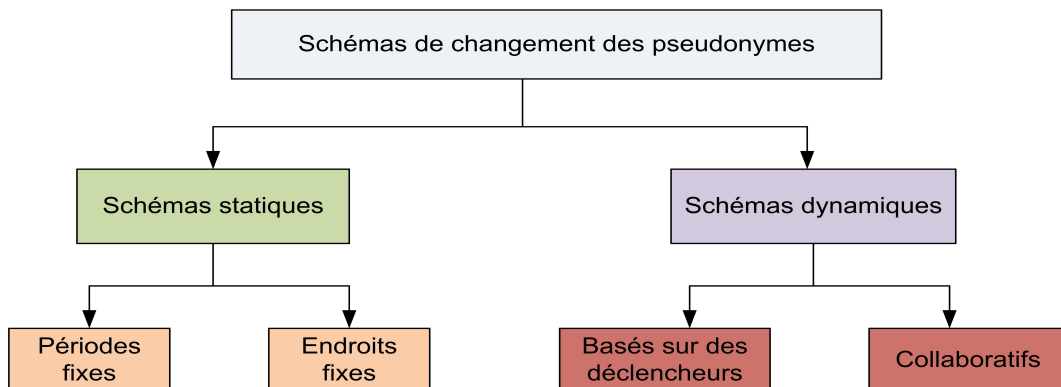 Schémas de changement des pseudonymes
Schémas statiques
Schémas dynamiques
Périodes
fixes
Endroits
fixes
Basés sur des
déclencheurs
Collaboratifs